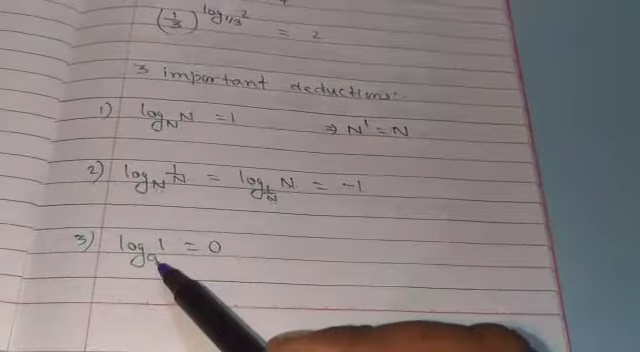 (1/3)^log_{1/3} 2 = 2
3 important deductions:-
1) log_N N = 1 ⇒ N^1 = N
2) log_N 1/N = log_{1/N} N = -1
3) log_a 1 = 0